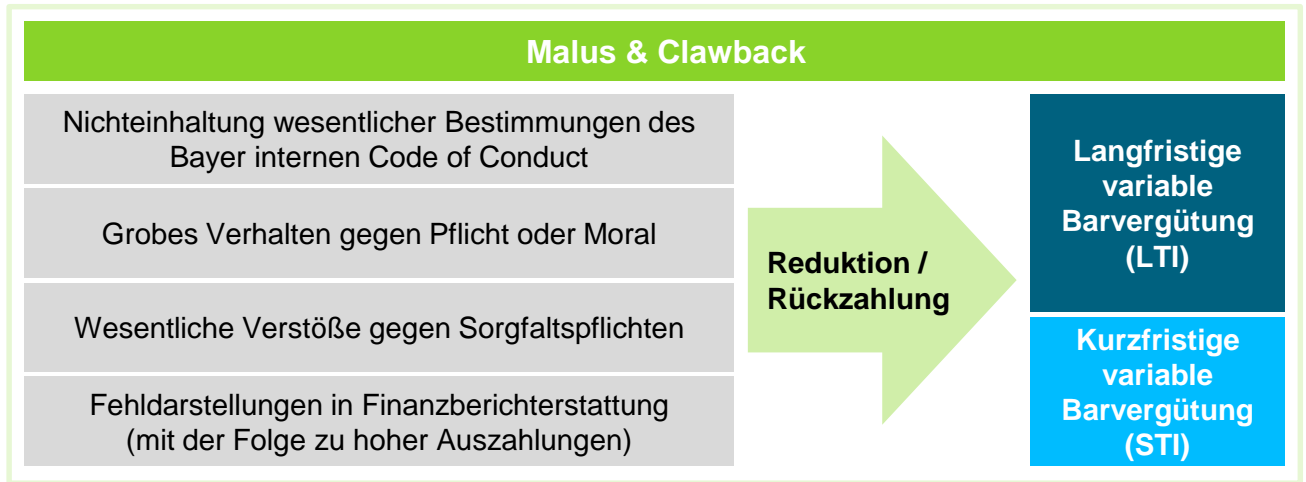 Malus & Clawback
Nichteinhaltung wesentlicher Bestimmungen des
Bayer internen Code of Conduct
Grobes Verhalten gegen Pflicht oder Moral
Wesentliche Verstöße gegen Sorgfaltspflichten
Fehldarstellungen in Finanzberichterstattung
(mit der Folge zu hoher Auszahlungen)
Reduktion /
Rückzahlung
Langfristige
variable
Barvergütung
(LTI)
Kurzfristige
variable
Barvergütung
(STI)